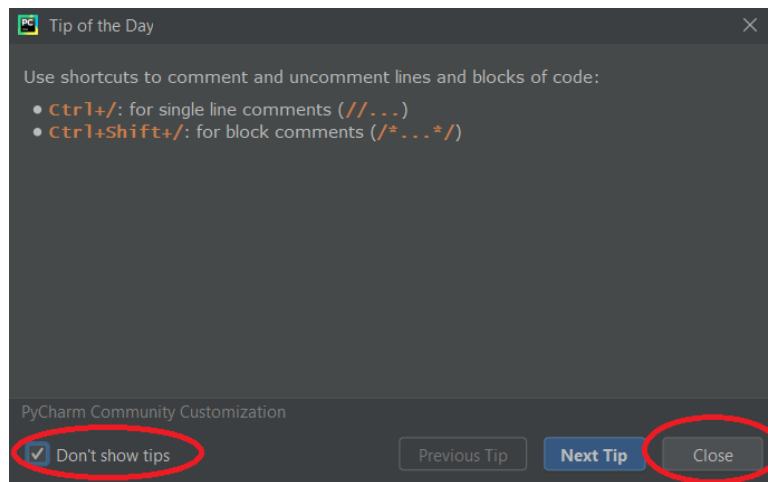 PC Tip of the Day
Use shortcuts to comment and uncomment lines and blocks of code:
• Ctrl+/: for single line comments (//...)
• Ctrl+Shift+/: for block comments (/*...*/)
PyCharm Community Customization
Don't show tips Previous Tip Next Tip Close